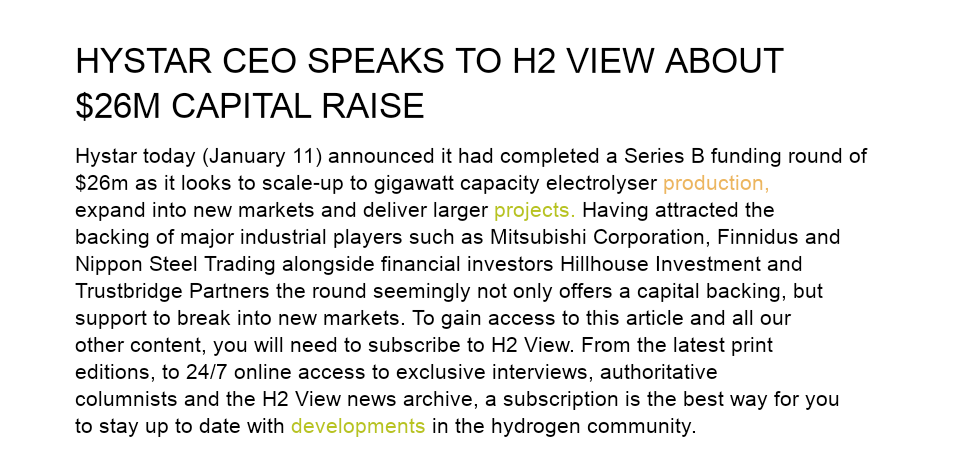 HYSTAR CEO SPEAKS TO H2 VIEW ABOUT
$26M CAPITAL RAISE
Hystar today (January 11) announced it had completed a Series B funding round of
$26m as it looks to scale-up to gigawatt capacity electrolyser production,
expand into new markets and deliver larger projects. Having attracted the
backing of major industrial players such as Mitsubishi Corporation, Finnidus and
Nippon Steel Trading alongside financial investors Hillhouse Investment and
Trustbridge Partners the round seemingly not only offers a capital backing, but
support to break into new markets. To gain access to this article and all our
other content, you will need to subscribe to H2 View. From the latest print
editions, to 24/7 online access to exclusive interviews, authoritative
columnists and the H2 View news archive, a subscription is the best way for you
to stay up to date with developments in the hydrogen community.